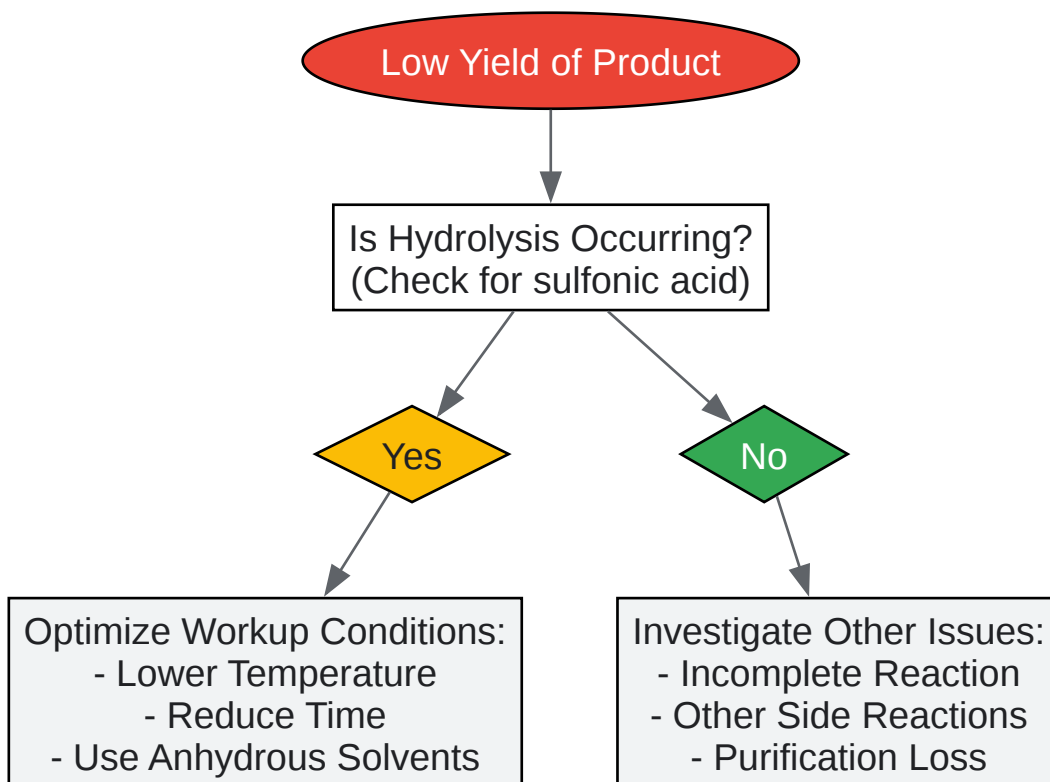 Low Yield of Product
Is Hydrolysis Occurring?
(Check for sulfonic acid)
Yes
No
Optimize Workup Conditions:
- Lower Temperature
- Reduce Time
- Use Anhydrous Solvents
Investigate Other Issues:
- Incomplete Reaction
- Other Side Reactions
- Purification Loss